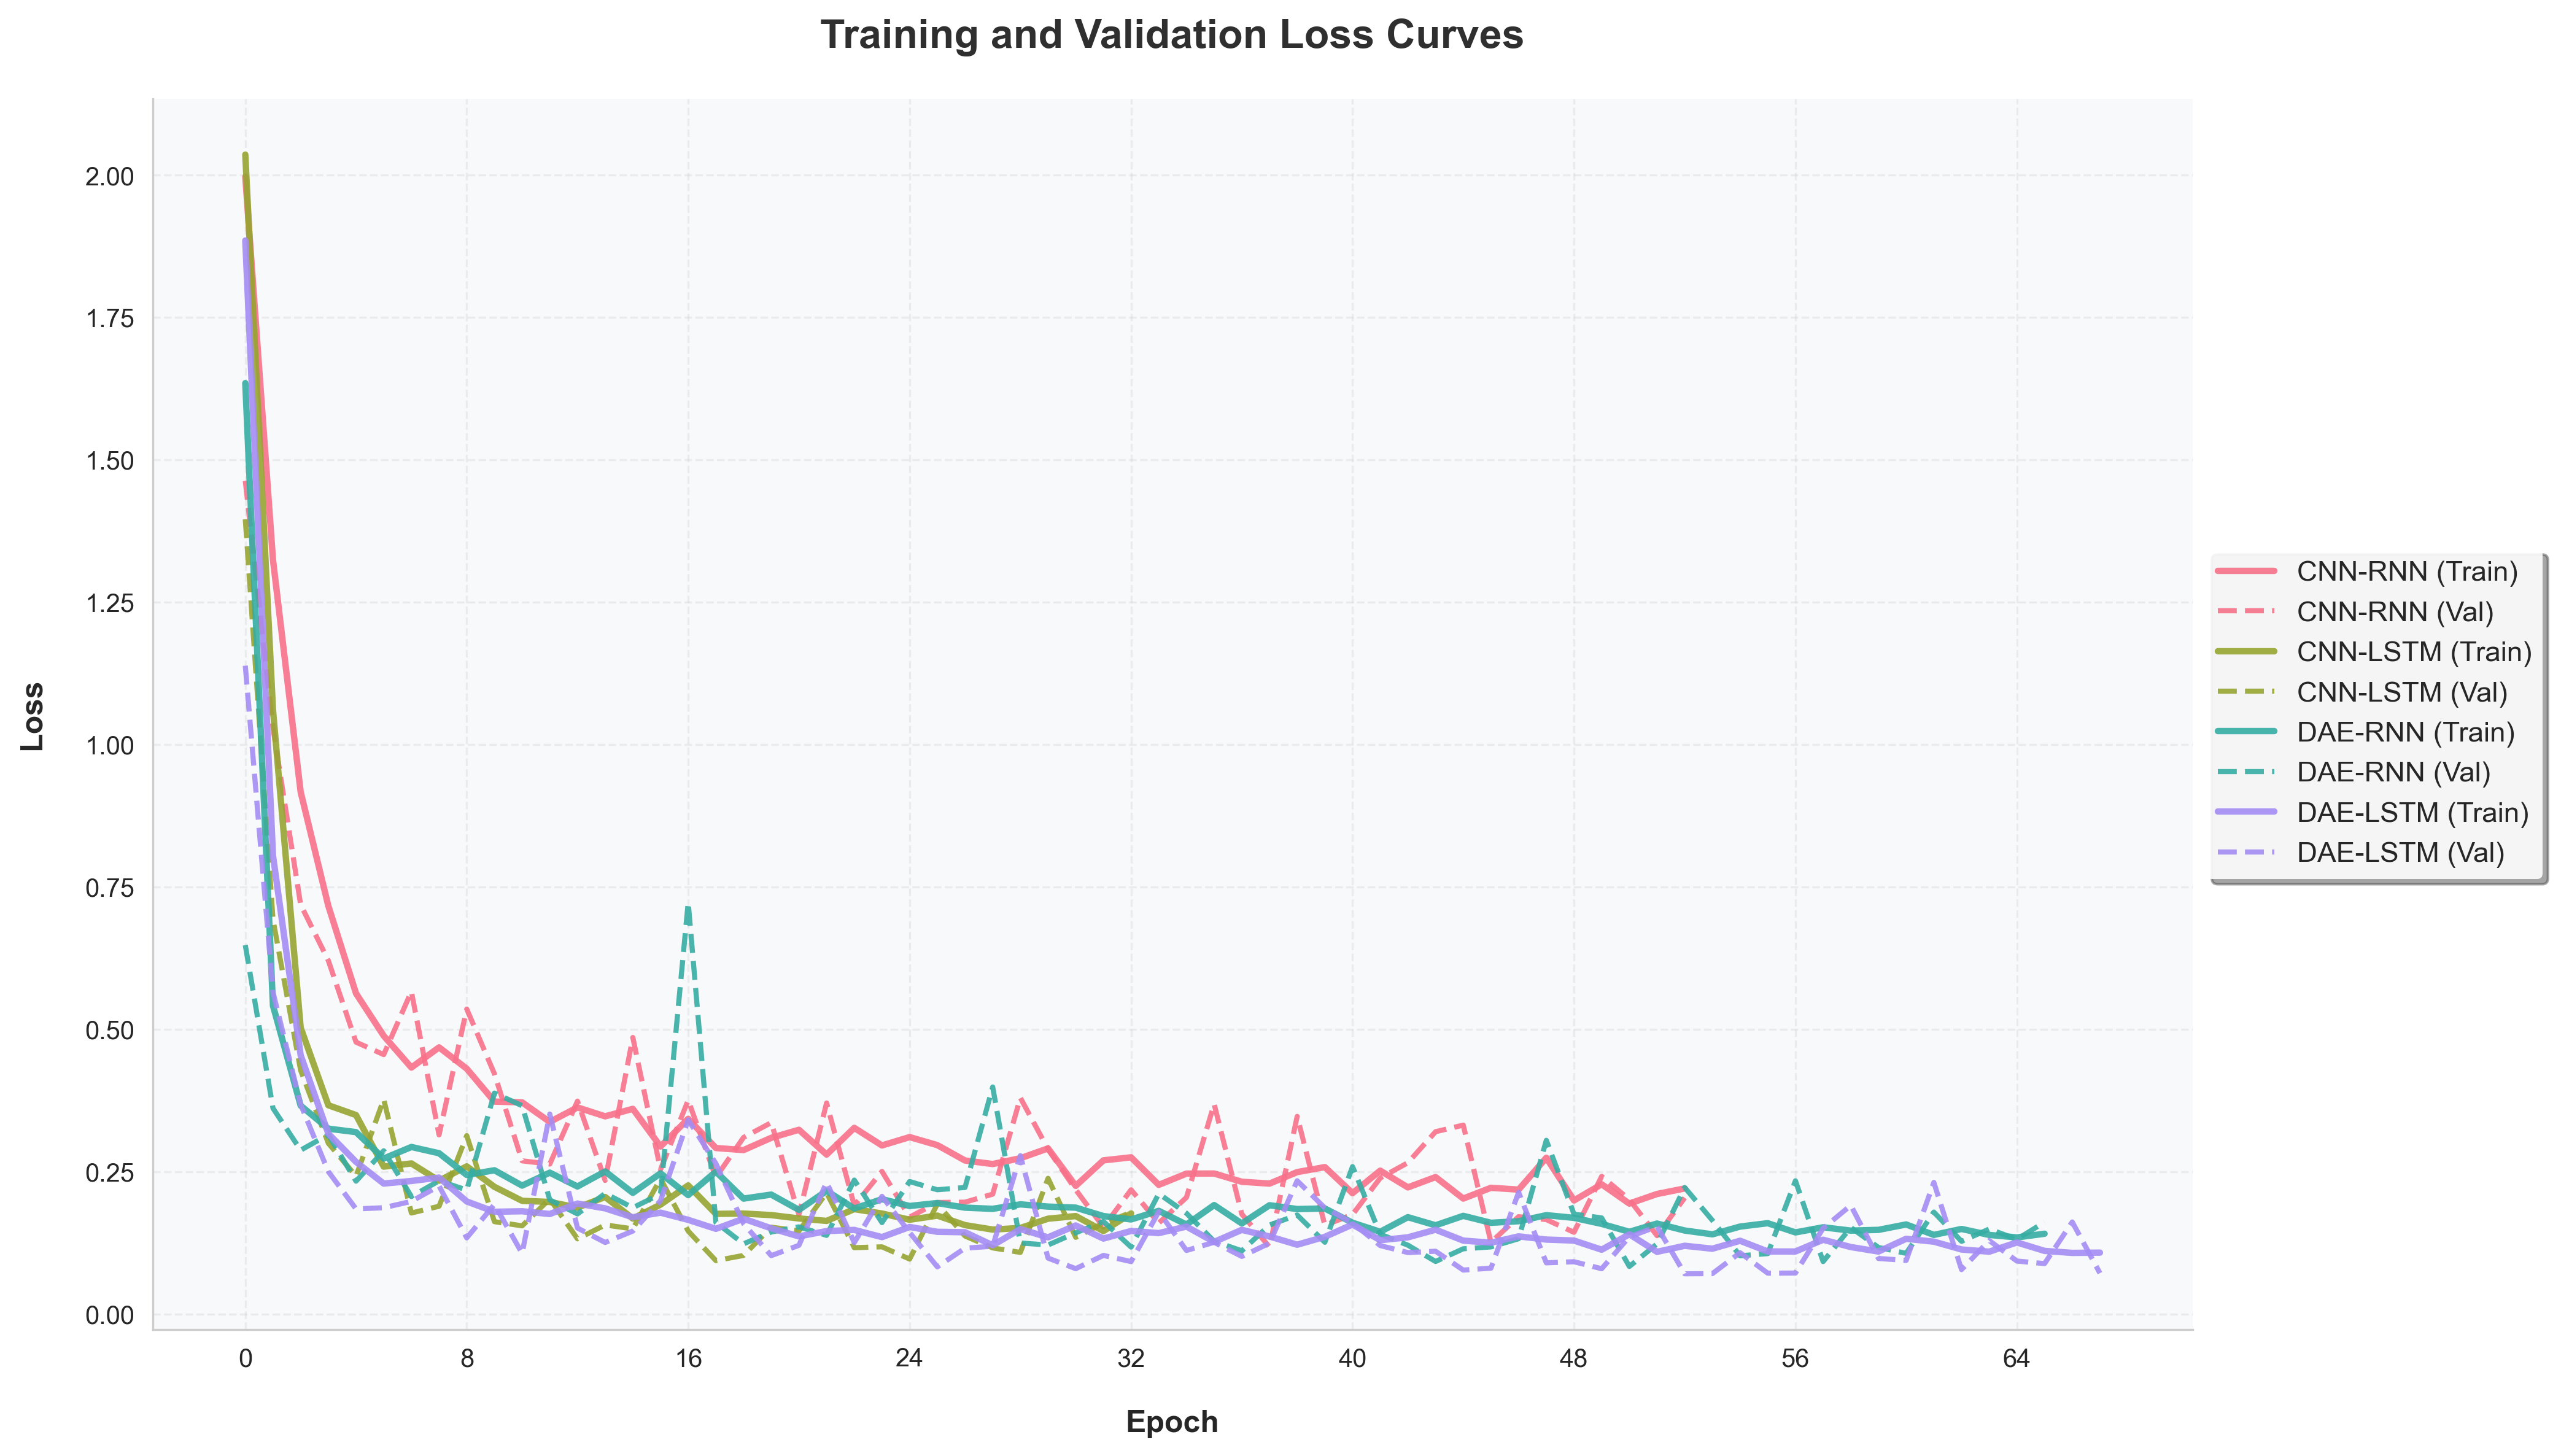 Training and Validation Loss Curves
2.00
1.75
1.50
1.25
1.00
0.75
0.50
0.25
0.00
Loss
0 8 16 24 32 40 48 56 64
Epoch
CNN-RNN (Train)
CNN-RNN (Val)
CNN-LSTM (Train)
CNN-LSTM (Val)
DAE-RNN (Train)
DAE-RNN (Val)
DAE-LSTM (Train)
DAE-LSTM (Val)